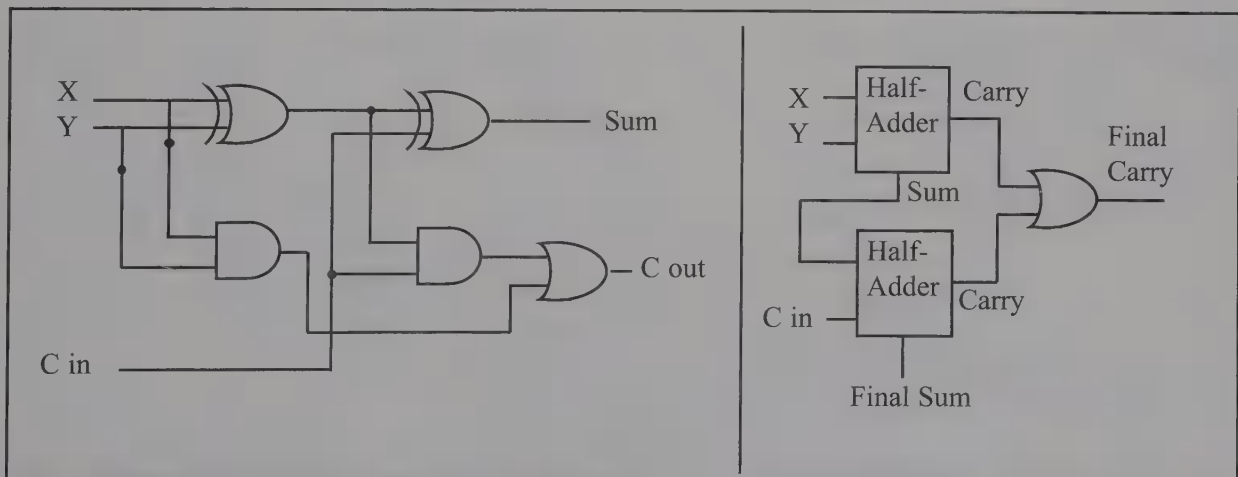 X
Y
Sum
C out
C in
X
Y
Half-
Adder
Carry
Final
Carry
Sum
Half-
Adder
Carry
C in
Final Sum